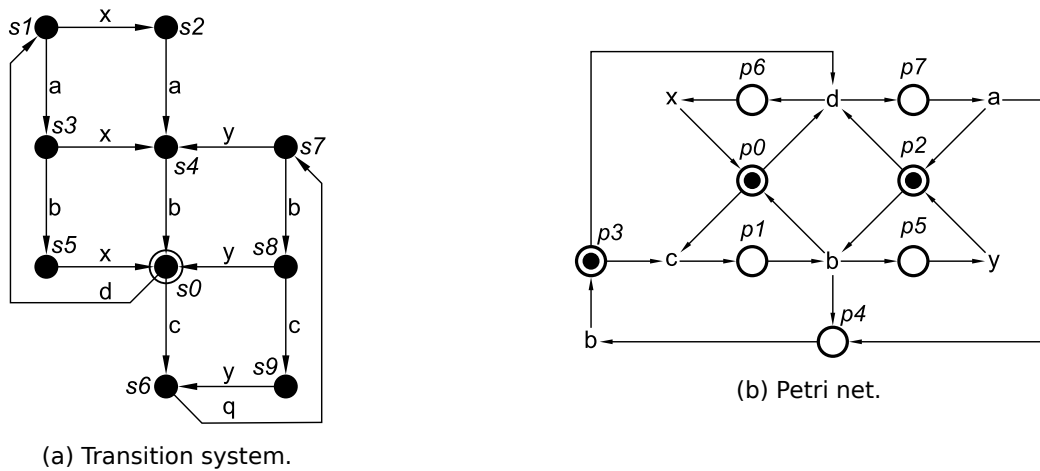 s1 x s2
a a
s3 x s4 y s7
b b b
s5 x s0 y s8
d
c c
s6 y s9
q
(a) Transition system.
p6 p7
x d a
p0 p2
p3 p1 p5
c b y
p4
b
(b) Petri net.